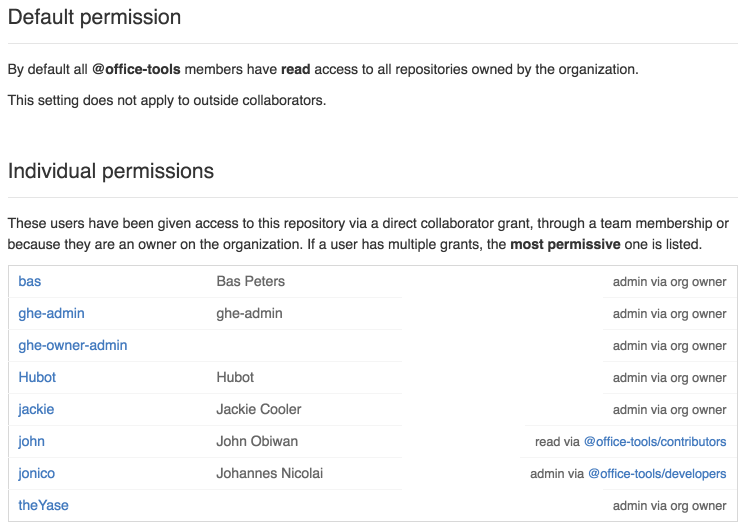 Default permission
By default all @office-tools members have read access to all repositories owned by the organization.
This setting does not apply to outside collaborators.
Individual permissions
These users have been given access to this repository via a direct collaborator grant, through a team membership or
because they are an owner on the organization. If a user has multiple grants, the most permissive one is listed.
bas Bas Peters admin via org owner
ghe-admin ghe-admin admin via org owner
ghe-owner-admin admin via org owner
Hubot Hubot admin via org owner
jackie Jackie Cooler admin via org owner
john John Obiwan read via @office-tools/contributors
jonico Johannes Nicolai admin via @office-tools/developers
theYase admin via org owner